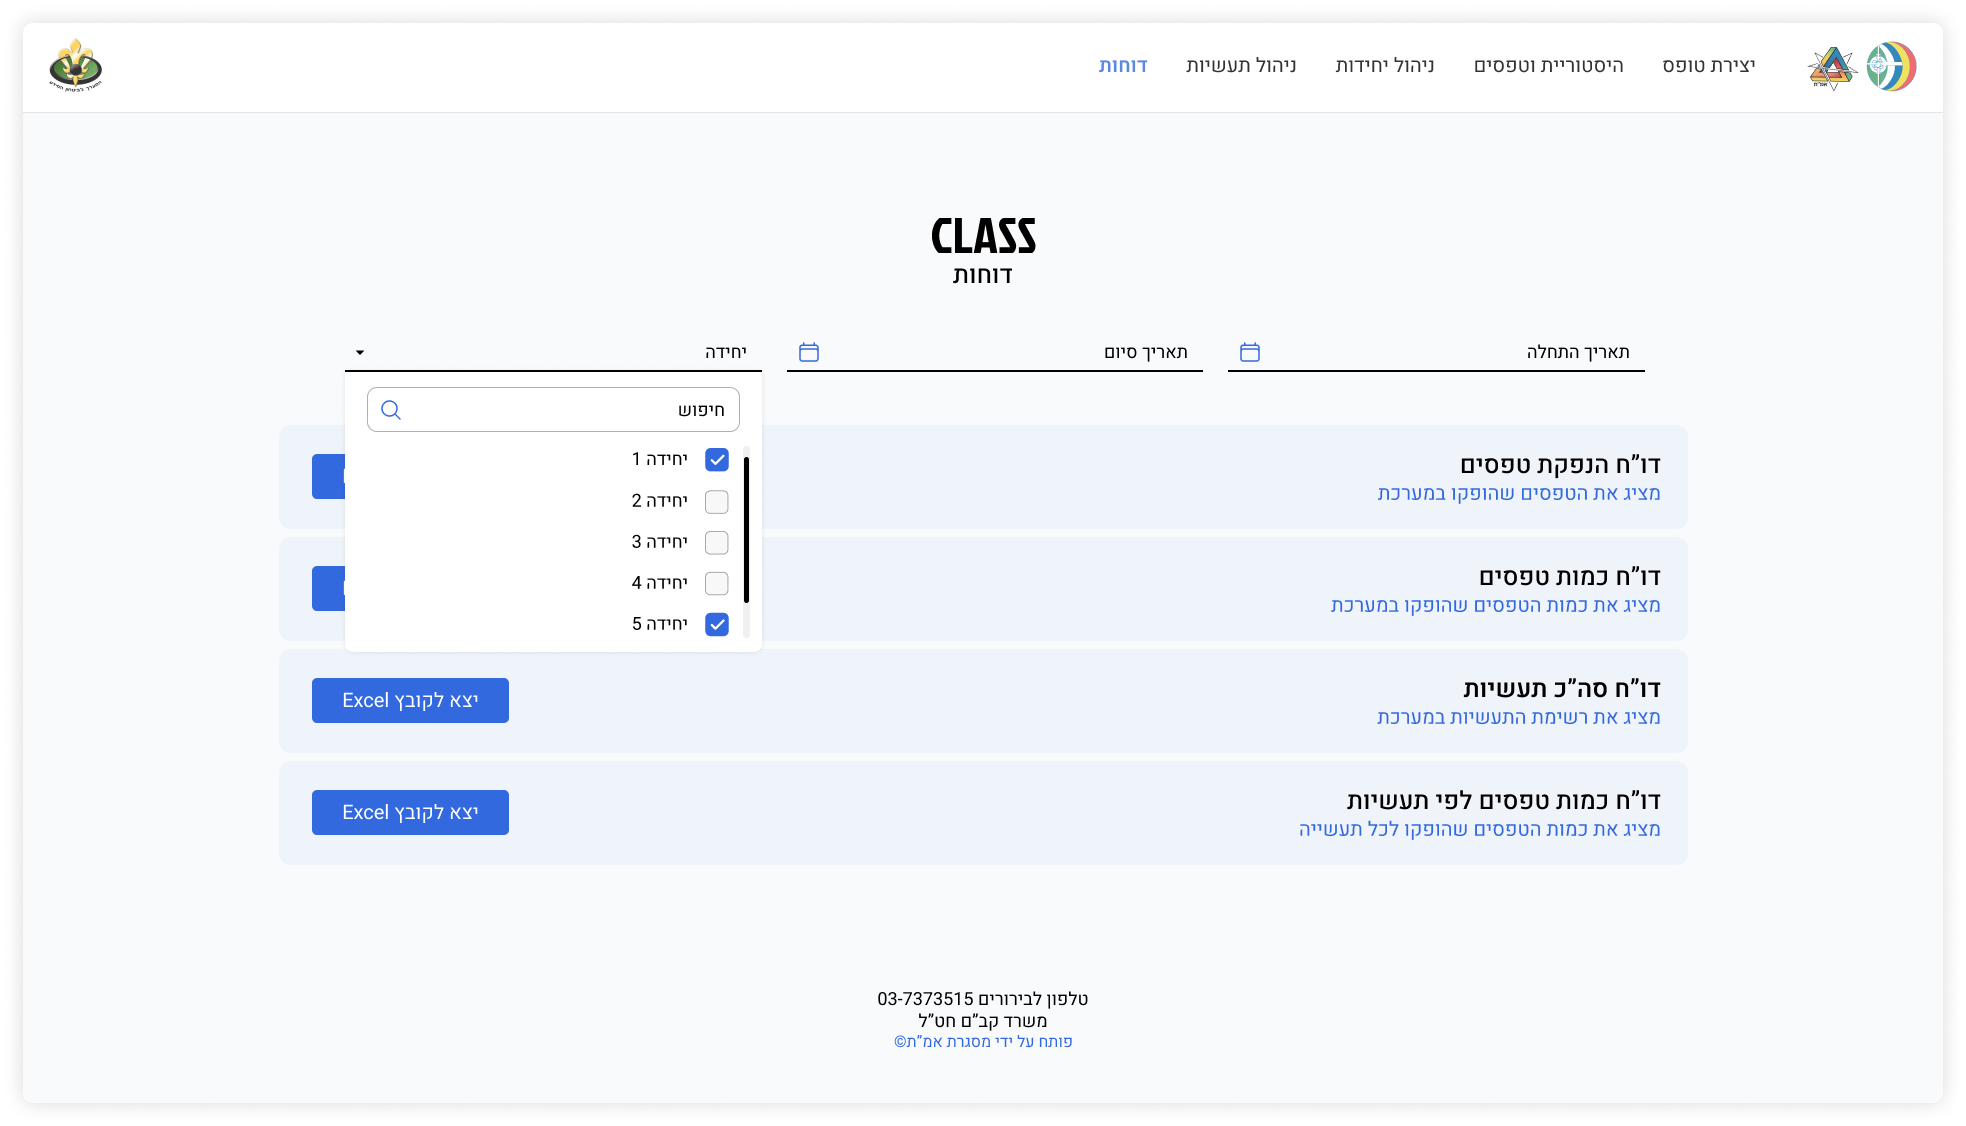 יצירת טופס
היסטוריית וטפסים
ניהול יחידות
ניהול תעשיות
דוחות
CLASS
דוחות
תאריך התחלה
תאריך סיום
יחידה
חיפוש
יחידה 1
יחידה 2
יחידה 3
יחידה 4
יחידה 5
דו”ח הנפקת טפסים
מציג את הטפסים שהופקו במערכת
דו”ח כמות טפסים
מציג את כמות הטפסים שהופקו במערכת
דו”ח סה”כ תעשיות
מציג את רשימת התעשיות במערכת
יצא לקובץ Excel
דו”ח כמות טפסים לפי תעשיות
מציג את כמות הטפסים שהופקו לכל תעשייה
יצא לקובץ Excel
טלפון לבירורים 03-7373515
משרד קב”ם חט”ל
פותח על ידי מסגרת אמ”ת©